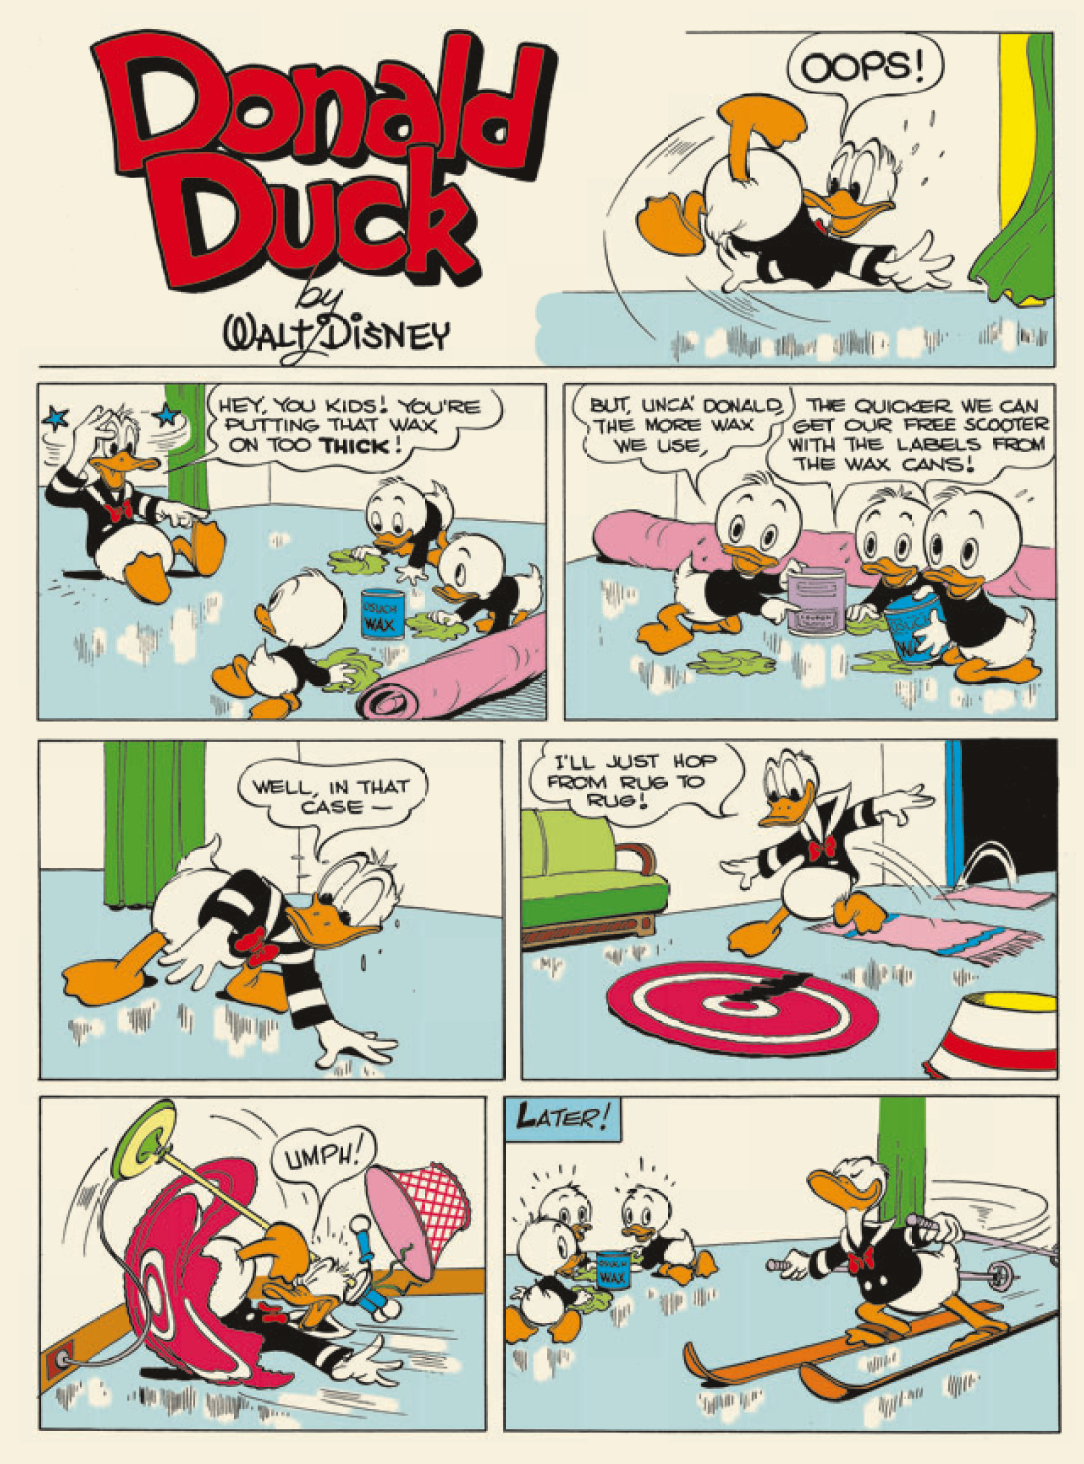 Donald
Duck
by
WALT DISNEY
OOPS!
HEY, YOU KIDS! YOU'RE
PUTTING THAT WAX
ON TOO THICK!
WAX
BUT, UNCA' DONALD,
THE MORE WAX
WE USE,
THE QUICKER WE CAN
GET OUR FREE SCOOTER
WITH THE LABELS FROM
THE WAX CANS!
WELL, IN THAT
CASE —
I'LL JUST HOP
FROM RUG TO
RUG!
UMPH!
LATER!
WAX